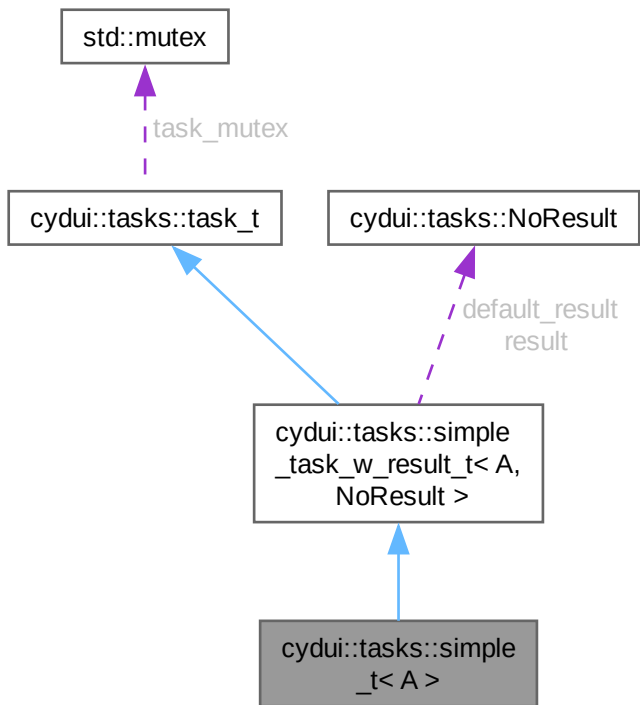 std::mutex
task_mutex
cydui::tasks::task_t
cydui::tasks::NoResult
default_result
result
cydui::tasks::simple
_task_w_result_t< A,
NoResult >
cydui::tasks::simple
_t< A >